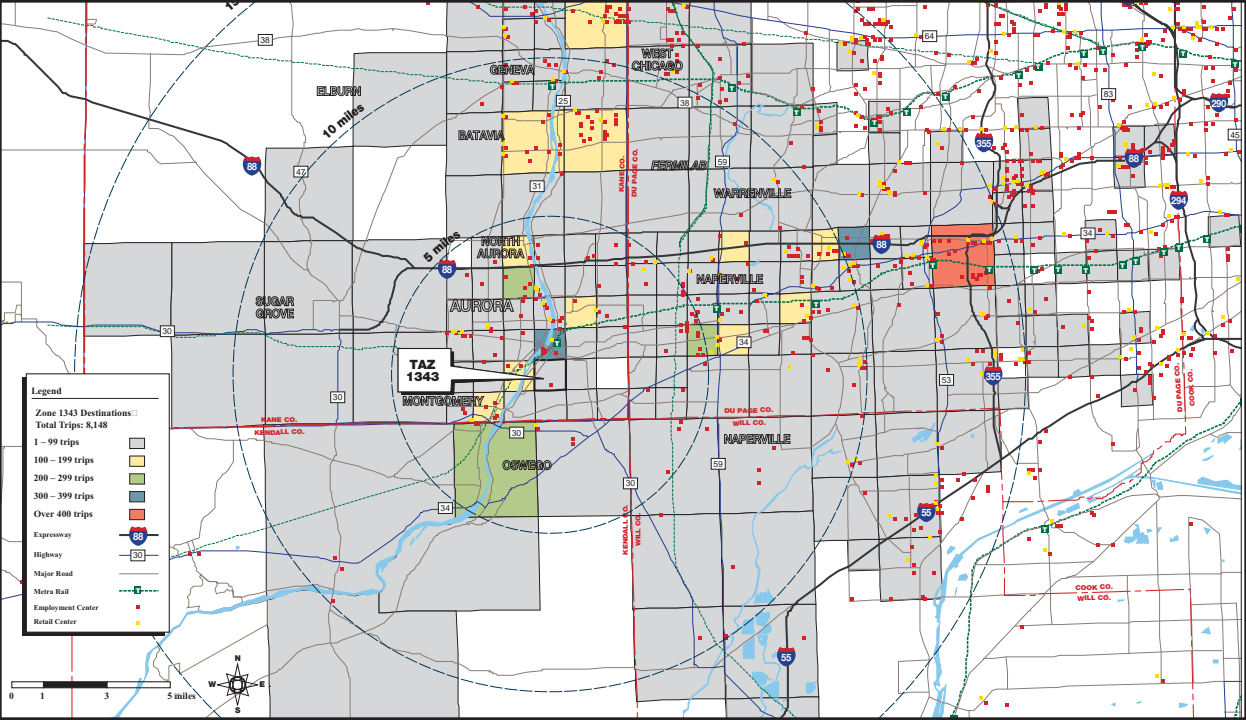 38
64
WEST
CHICAGO
GENEVA
ELBURN
25
38
83
290
10 miles
BATAVIA
45
355
88
47
88
FERMILAB
59
KANE CO.
DU PAGE CO.
31
WARRENVILLE
294
34
5 miles
NORTH
AURORA
88
88
NAPERVILLE
SUGAR
GROVE
AURORA
30
34
TAZ
1343
355
53
30
MONTGOMERY
DU PAGE CO.
COOK CO.
KANE CO.
KENDALL CO.
DU PAGE CO.
WILL CO.
30
NAPERVILLE
OSWEGO
59
30
34
55
KENDALL CO.
WILL CO.
COOK CO.
WILL CO.
55
Legend
Zone 1343 Destinations
Total Trips: 8,148
1 – 99 trips
100 – 199 trips
200 – 299 trips
300 – 399 trips
Over 400 trips
Expressway
88
Highway
30
Major Road
Metra Rail
T
Employment Center
Retail Center
N
W
E
S
0
1
3
5 miles